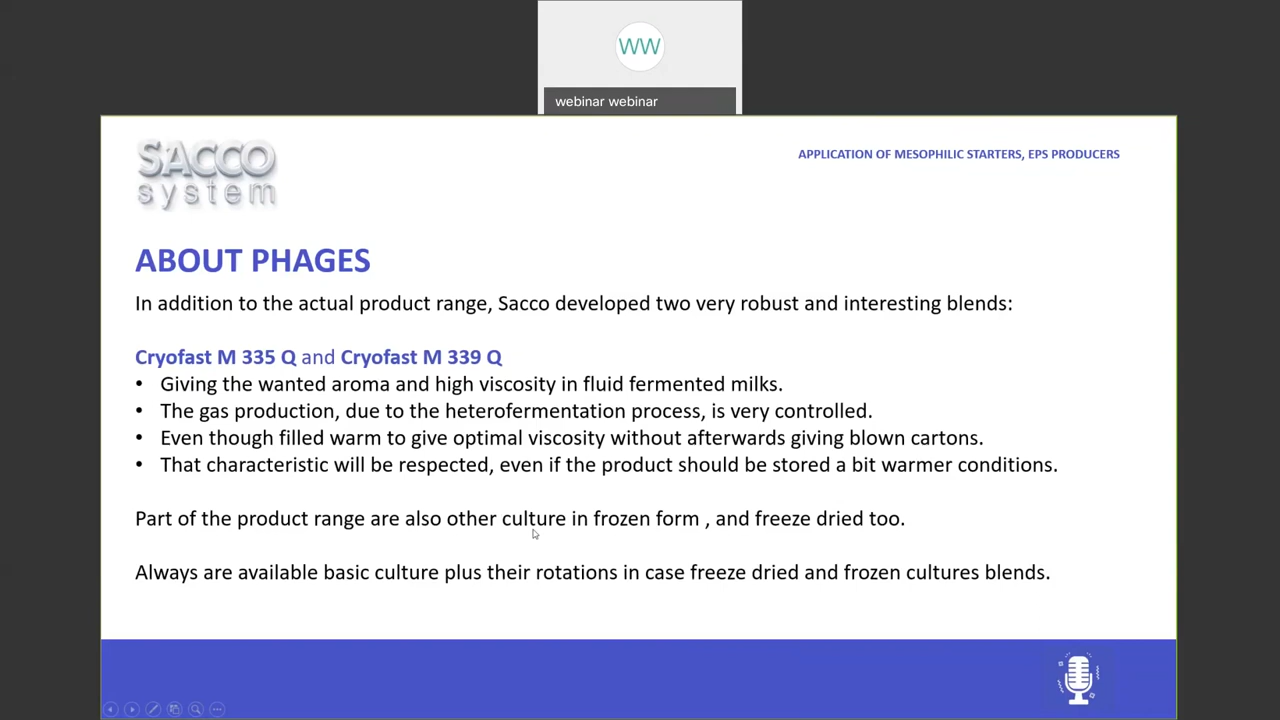 WW
webinar webinar
SACCO
system
APPLICATION OF MESOPHILIC STARTERS, EPS PRODUCERS
ABOUT PHAGES
In addition to the actual product range, Sacco developed two very robust and interesting blends:
Cryofast M 335 Q and Cryofast M 339 Q
• Giving the wanted aroma and high viscosity in fluid fermented milks.
• The gas production, due to the heterofermentation process, is very controlled.
• Even though filled warm to give optimal viscosity without afterwards giving blown cartons.
• That characteristic will be respected, even if the product should be stored a bit warmer conditions.
Part of the product range are also other culture in frozen form , and freeze dried too.
Always are available basic culture plus their rotations in case freeze dried and frozen cultures blends.